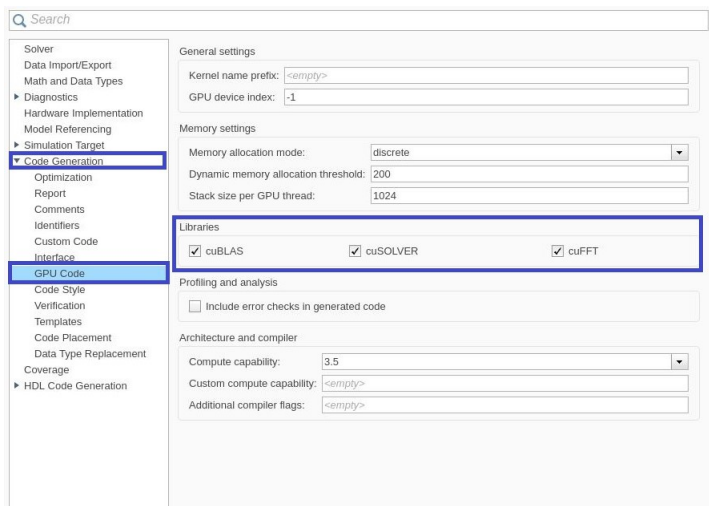 Search
Solver
Data Import/Export
Math and Data Types
Diagnostics
Hardware Implementation
Model Referencing
Simulation Target
Code Generation
Optimization
Report
Comments
Identifiers
Custom Code
Interface
GPU Code
Code Style
Verification
Templates
Code Placement
Data Type Replacement
Coverage
HDL Code Generation
General settings
Kernel name prefix: <empty>
GPU device index: -1
Memory settings
Memory allocation mode: discrete
Dynamic memory allocation threshold: 200
Stack size per GPU thread: 1024
Libraries
cuBLAS cuSOLVER cuFFT
Profiling and analysis
Include error checks in generated code
Architecture and compiler
Compute capability: 3.5
Custom compute capability: <empty>
Additional compiler flags: <empty>